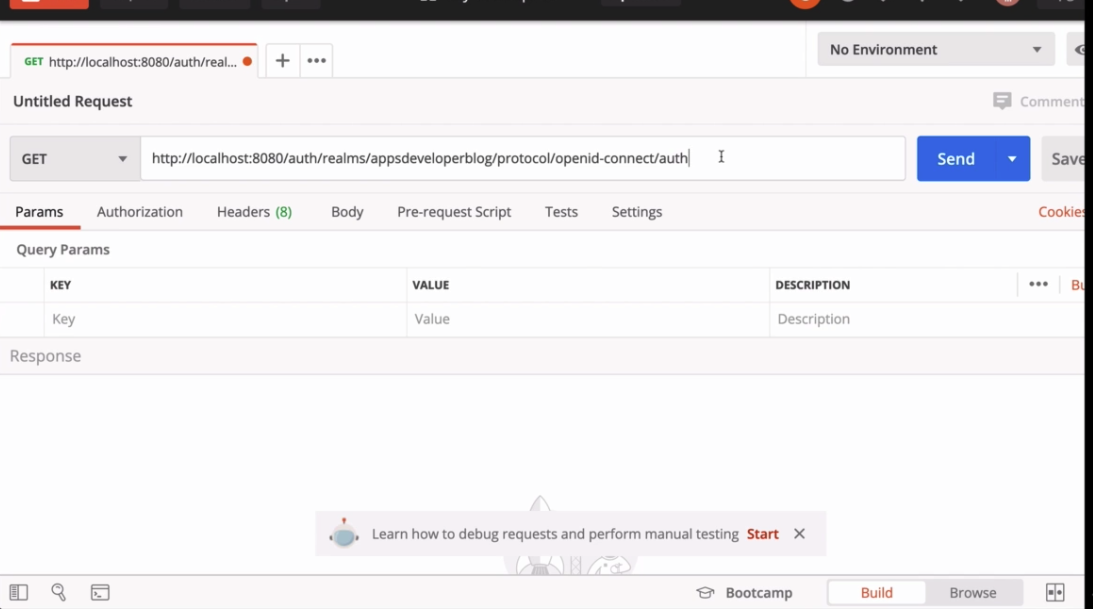 GET http://localhost:8080/auth/real...
No Environment
Untitled Request
Comment
GET http://localhost:8080/auth/realms/appsdeveloperblog/protocol/openid-connect/auth Send Save
Params Authorization Headers (8) Body Pre-request Script Tests Settings Cookies
Query Params
KEY VALUE DESCRIPTION Bu
Key Value Description
Response
Learn how to debug requests and perform manual testing Start
Bootcamp Build Browse